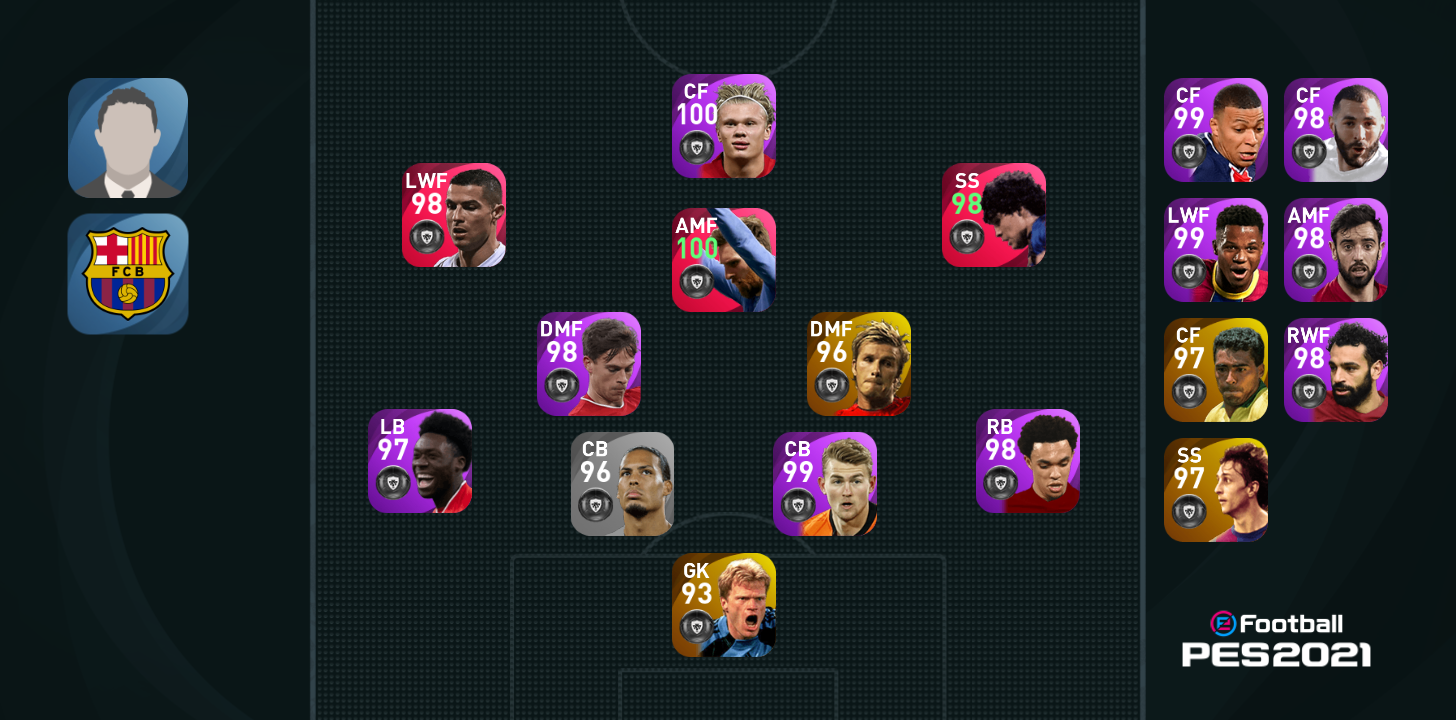 CF
100
LWF
98
SS
98
AMF
100
DMF
98
DMF
96
LB
97
CB
96
CB
99
RB
98
GK
93
FCB
CF
99
CF
98
LWF
99
AMF
98
CF
97
RWF
98
SS
97
eFootball
PES2021